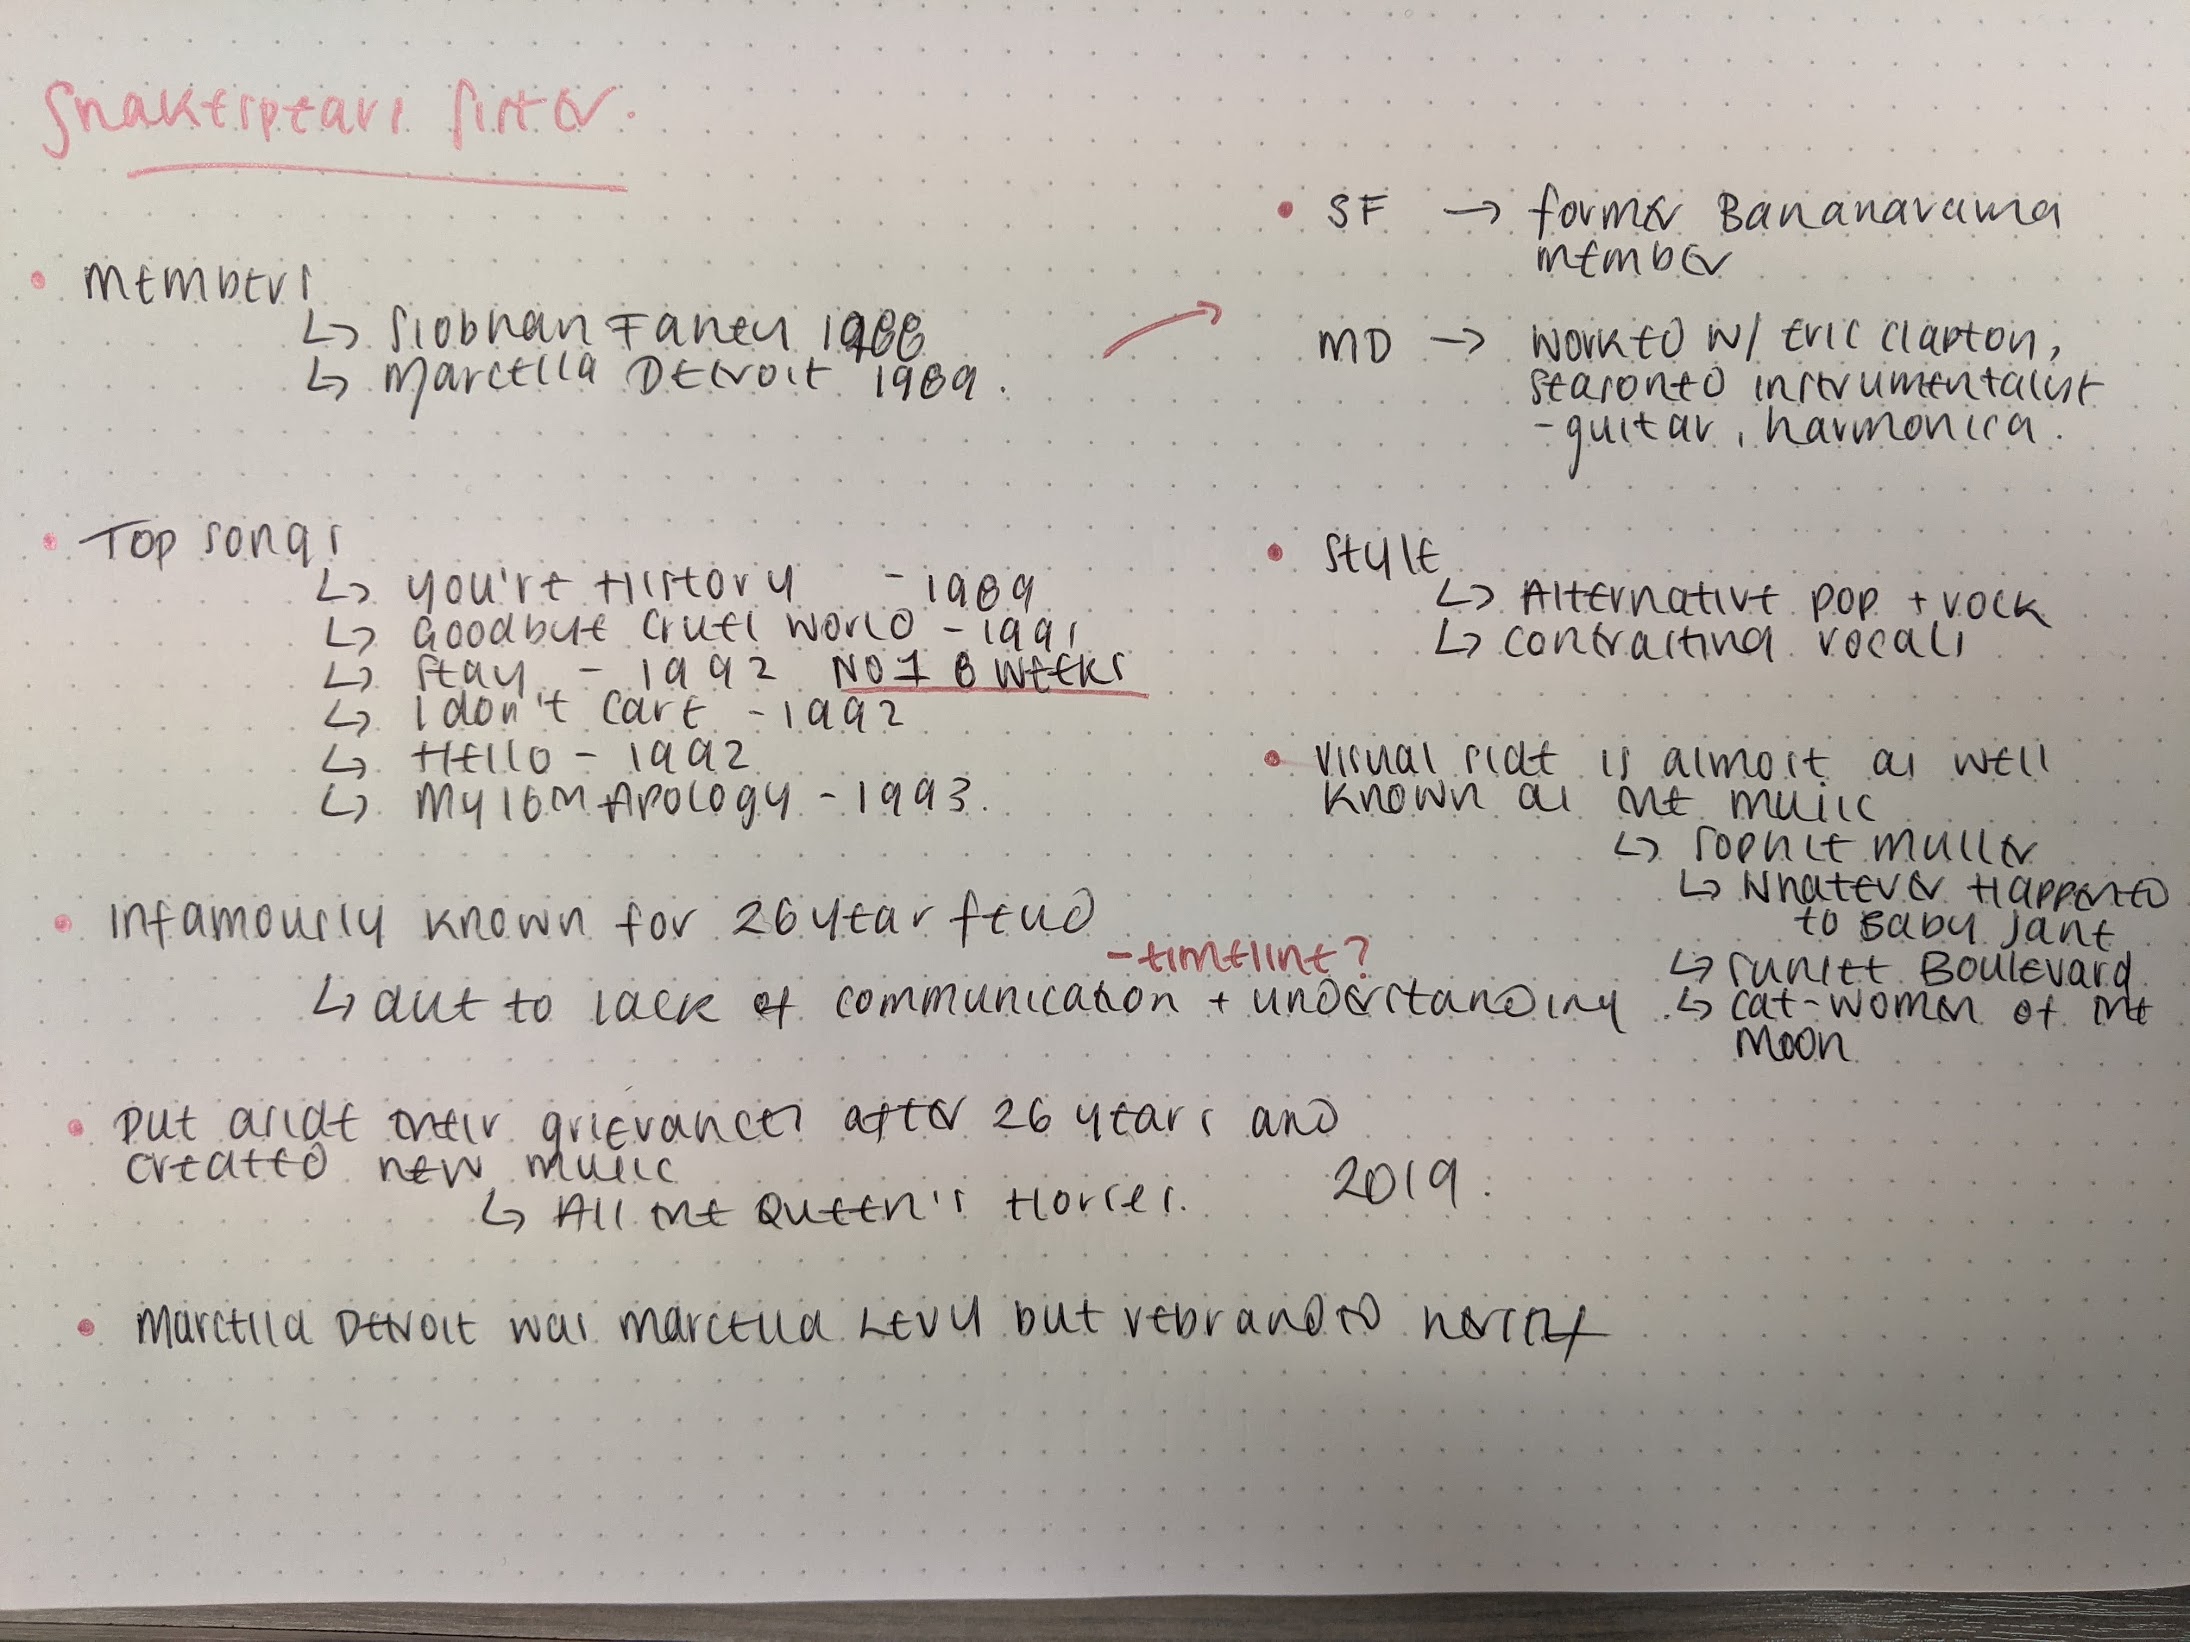 Shakespears Sister.
• Members
↳ Siobhan Fahey 1988
↳ Marcella Detroit 1989.
• Top songs
↳ You're History - 1989
↳ Goodbye Cruel World - 1991
↳ Stay - 1992 NO 1 8 weeks
↳ I don't Care - 1992
↳ Hello - 1992
↳ My 16th Apology - 1993.
• Infamously known for 26 year feud
- timeline?
↳ due to lack of communication + understanding
• Put aside their grievances after 26 years and
created new music
↳ All the Queen's Horses. 2019.
• Marcella Detroit was Marcella Levy but rebranded herself
• SF → former Bananarama
member
MD → worked w/ Eric Clapton,
seasoned instrumentalist
- guitar, harmonica.
• Style
↳ Alternative pop + rock
↳ contrasting vocals
• Visual side is almost as well
known as the music
↳ Sophie Muller
↳ Whatever Happened
to Baby Jane
↳ Sunset Boulevard
↳ Cat-Women of the
Moon